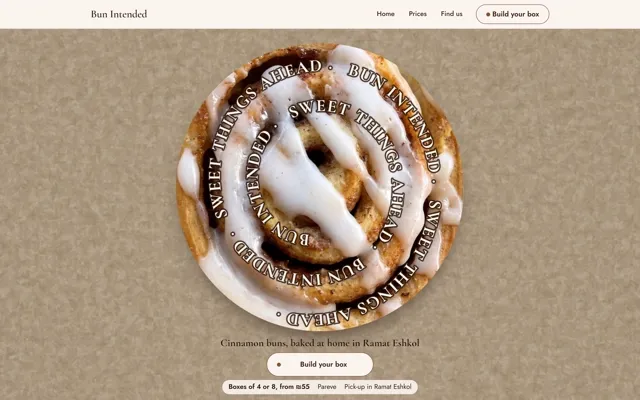 Bun Intended
Home Prices Find us Build your box
BUN INTENDED · SWEET THINGS AHEAD · BUN INTENDED · SWEET THINGS AHEAD ·
SWEET THINGS AHEAD · BUN INTENDED · BUN INTENDED ·
Cinnamon buns, baked at home in Ramat Eshkol
Build your box
Boxes of 4 or 8, from ₪55 Pareve Pick-up in Ramat Eshkol